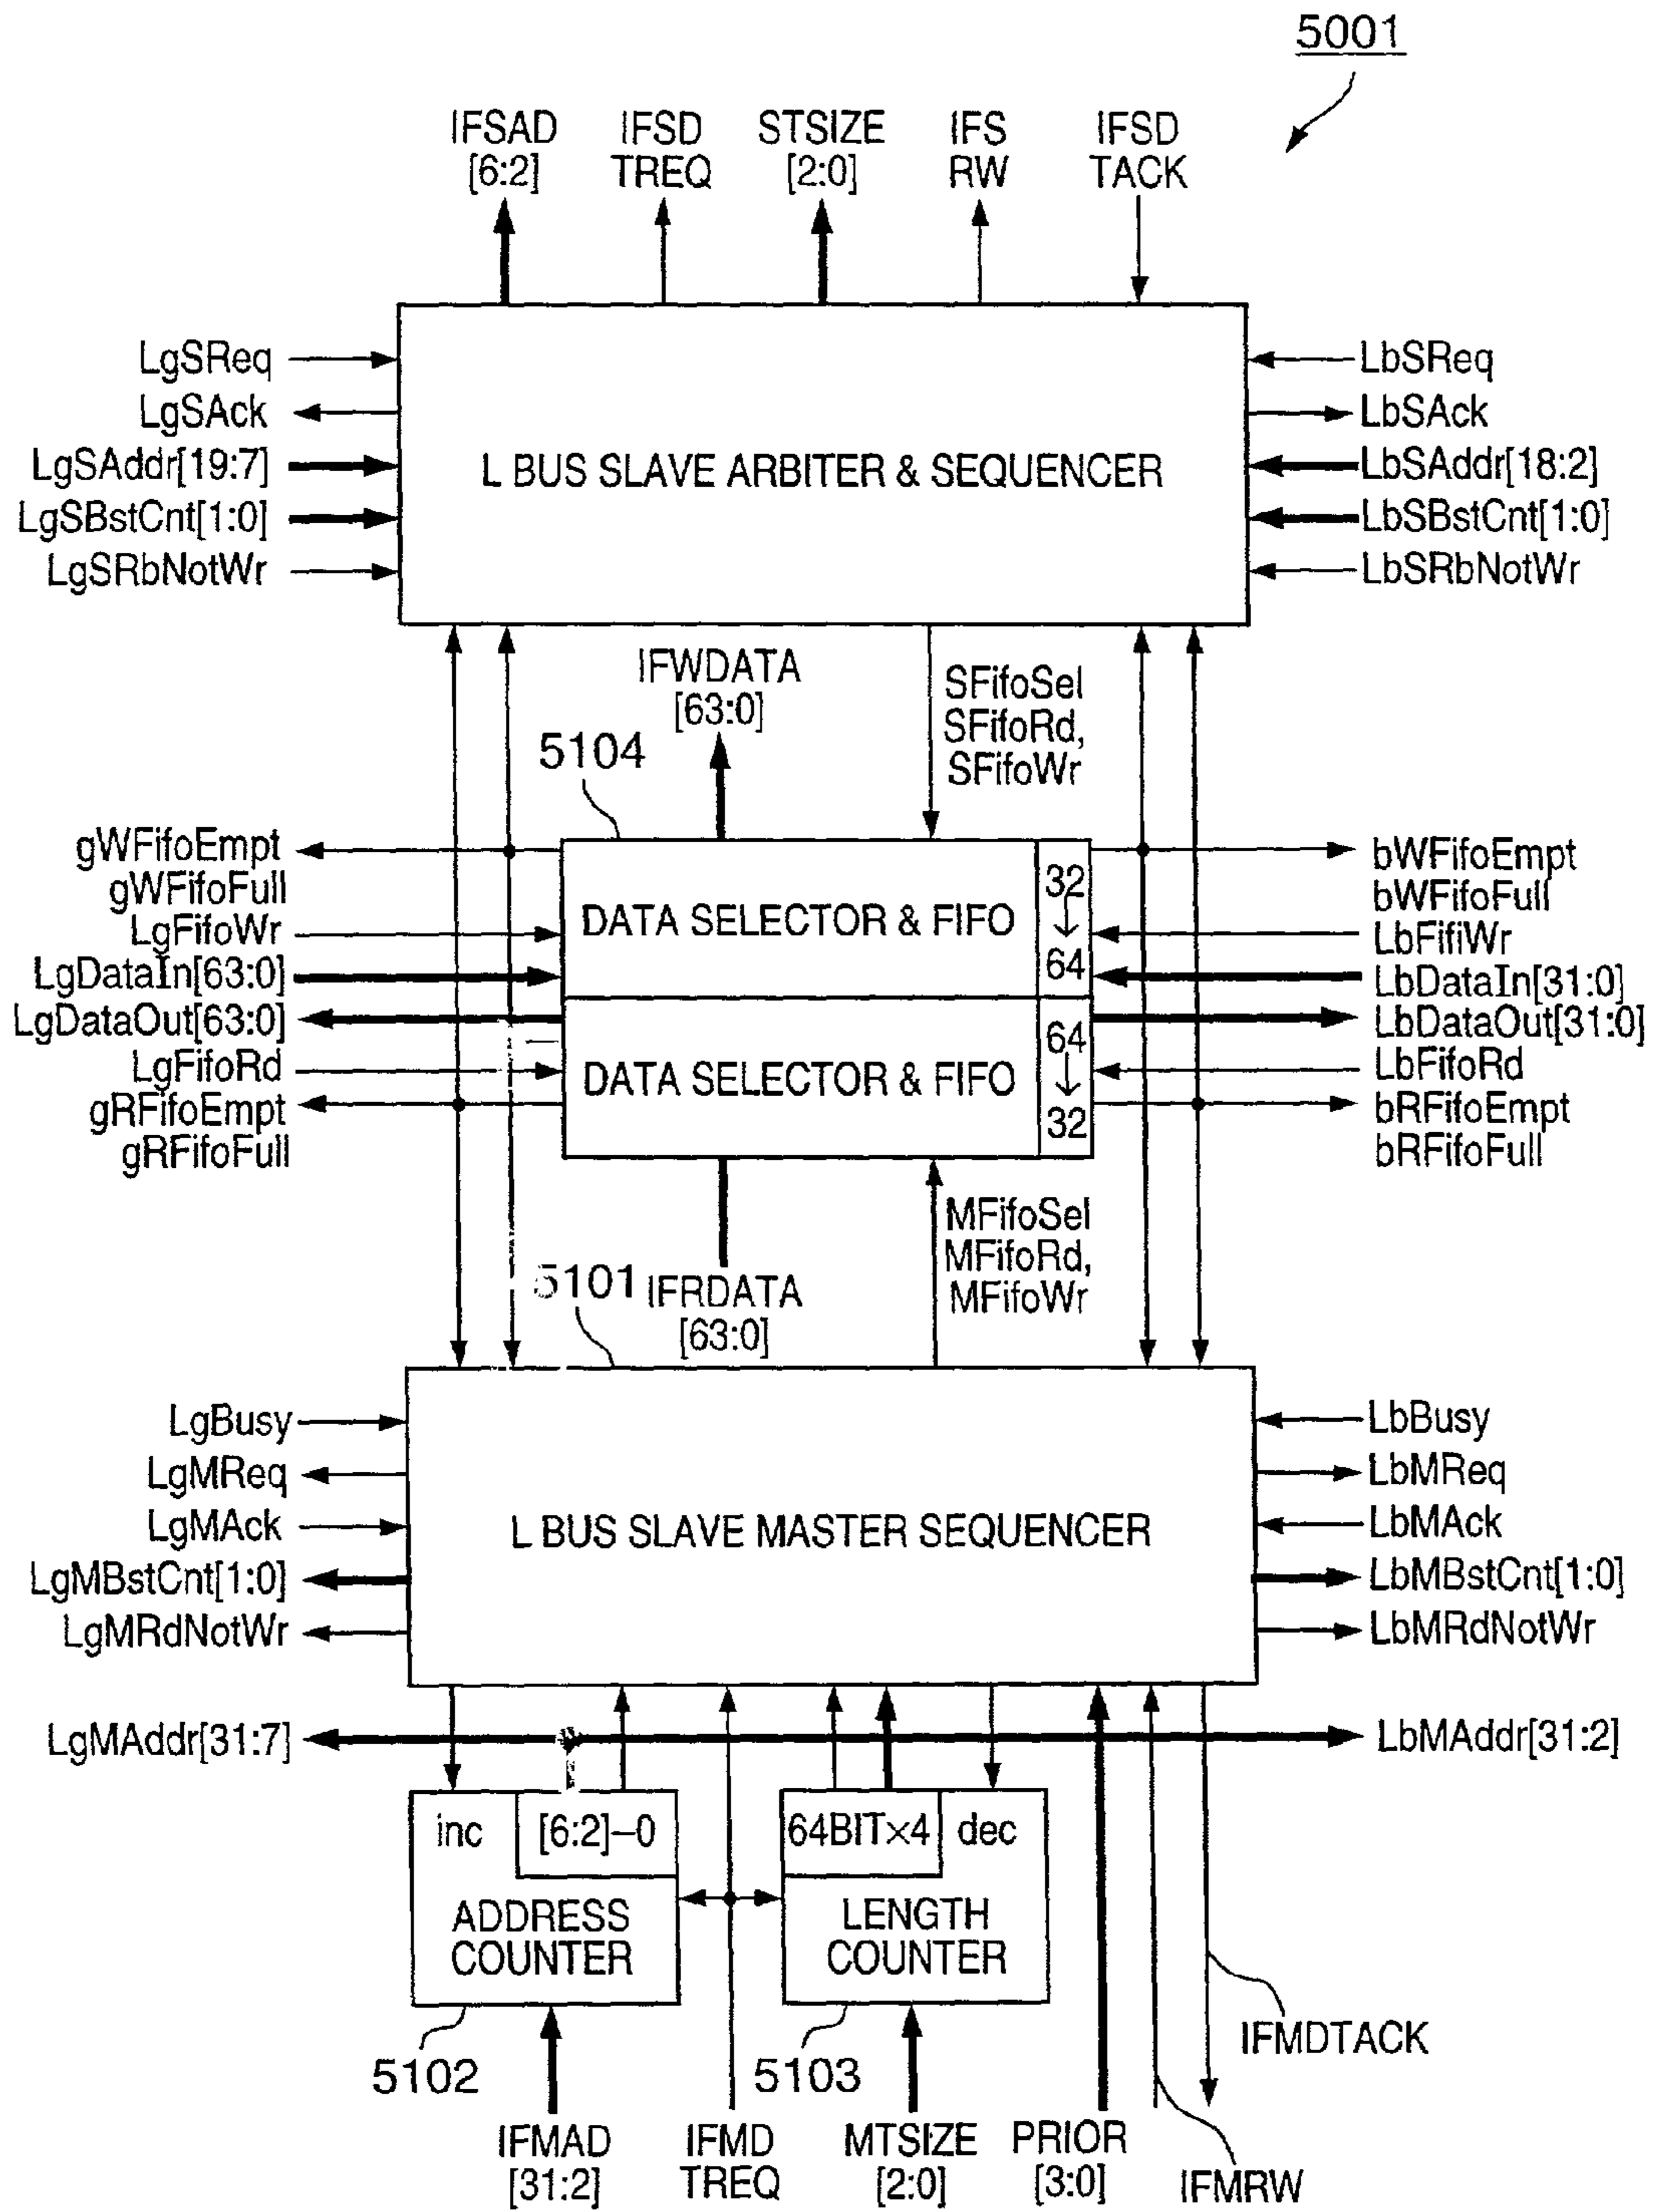 5001
IFSAD
[6:2]
IFSD
TREQ
STSIZE
[2:0]
IFS
RW
IFSD
TACK
LgSReq
LgSAck
LgSAddr[19:7]
LgSBstCnt[1:0]
LgSRbNotWr
L BUS SLAVE ARBITER & SEQUENCER
LbSReq
LbSAck
LbSAddr[18:2]
LbSBstCnt[1:0]
LbSRbNotWr
IFWDATA
[63:0]
SFifoSel
SFifoRd,
SFifoWr
5104
gWFifoEmpt
gWFifoFull
LgFifoWr
LgDataIn[63:0]
LgDataOut[63:0]
LgFifoRd
gRFifoEmpt
gRFifoFull
DATA SELECTOR & FIFO
32
64
DATA SELECTOR & FIFO
64
32
bWFifoEmpt
bWFifoFull
LbFifiWr
LbDataIn[31:0]
LbDataOut[31:0]
LbFifoRd
bRFifoEmpt
bRFifoFull
5101
IFRDATA
[63:0]
MFifoSel
MFifoRd,
MFifoWr
LgBusy
LgMReq
LgMAck
LgMBstCnt[1:0]
LgMRdNotWr
L BUS SLAVE MASTER SEQUENCER
LbBusy
LbMReq
LbMAck
LbMBstCnt[1:0]
LbMRdNotWr
LgMAddr[31:7]
LbMAddr[31:2]
inc
[6:2]–0
ADDRESS
COUNTER
64BIT×4
dec
LENGTH
COUNTER
5102
5103
IFMDTACK
IFMAD
[31:2]
IFMD
TREQ
MTSIZE
[2:0]
PRIOR
[3:0]
IFMRW